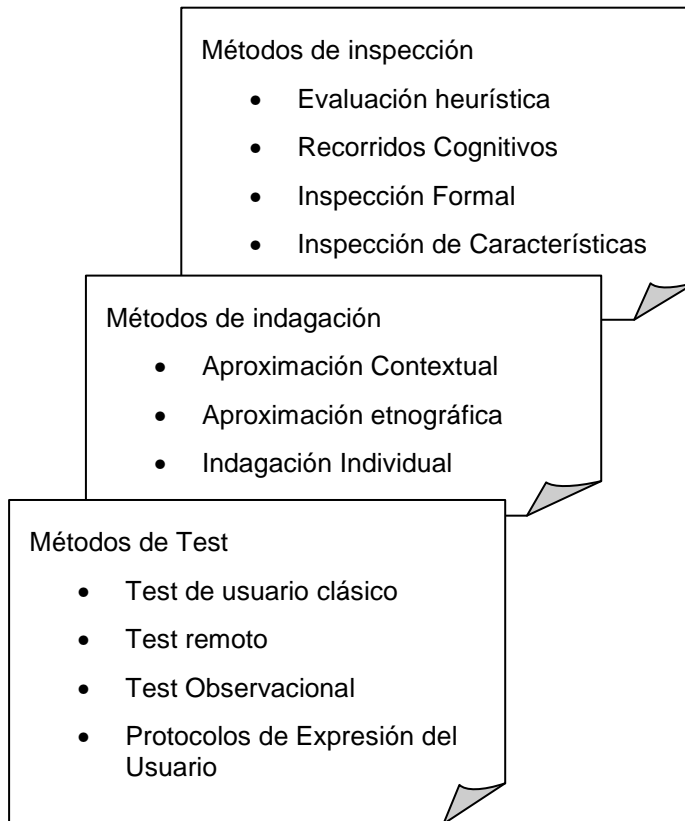 Métodos de inspección
• Evaluación heurística
• Recorridos Cognitivos
• Inspección Formal
• Inspección de Características
Métodos de indagación
• Aproximación Contextual
• Aproximación etnográfica
• Indagación Individual
Métodos de Test
• Test de usuario clásico
• Test remoto
• Test Observacional
• Protocolos de Expresión del
Usuario